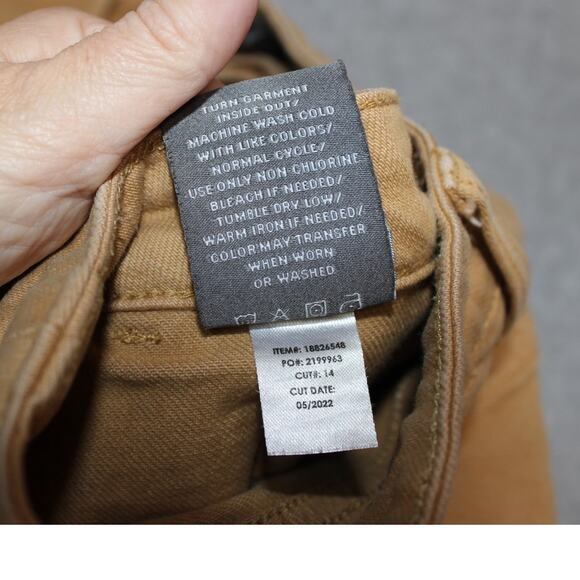 TURN GARMENT
INSIDE OUT/
MACHINE WASH COLD
WITH LIKE COLORS/
NORMAL CYCLE/
USE ONLY NON-CHLORINE
BLEACH IF NEEDED/
TUMBLE DRY LOW/
WARM IRON IF NEEDED/
COLOR MAY TRANSFER
WHEN WORN
OR WASHED
ITEM#: 18826548
PO#: 2199963
CUT#: 14
CUT DATE:
05/2022